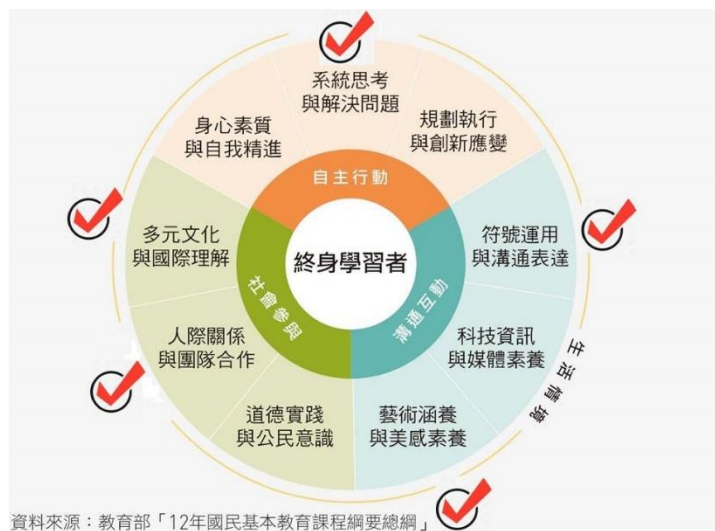 系統思考
與解決問題
規劃執行
與創新應變
符號運用
與溝通表達
科技資訊
與媒體素養
藝術涵養
與美感素養
道德實踐
與公民意識
人際關係
與團隊合作
多元文化
與國際理解
身心素質
與自我精進
自主行動
溝通互動
社會參與
終身學習者
生活情境
資料來源：教育部「12年國民基本教育課程綱要總綱」